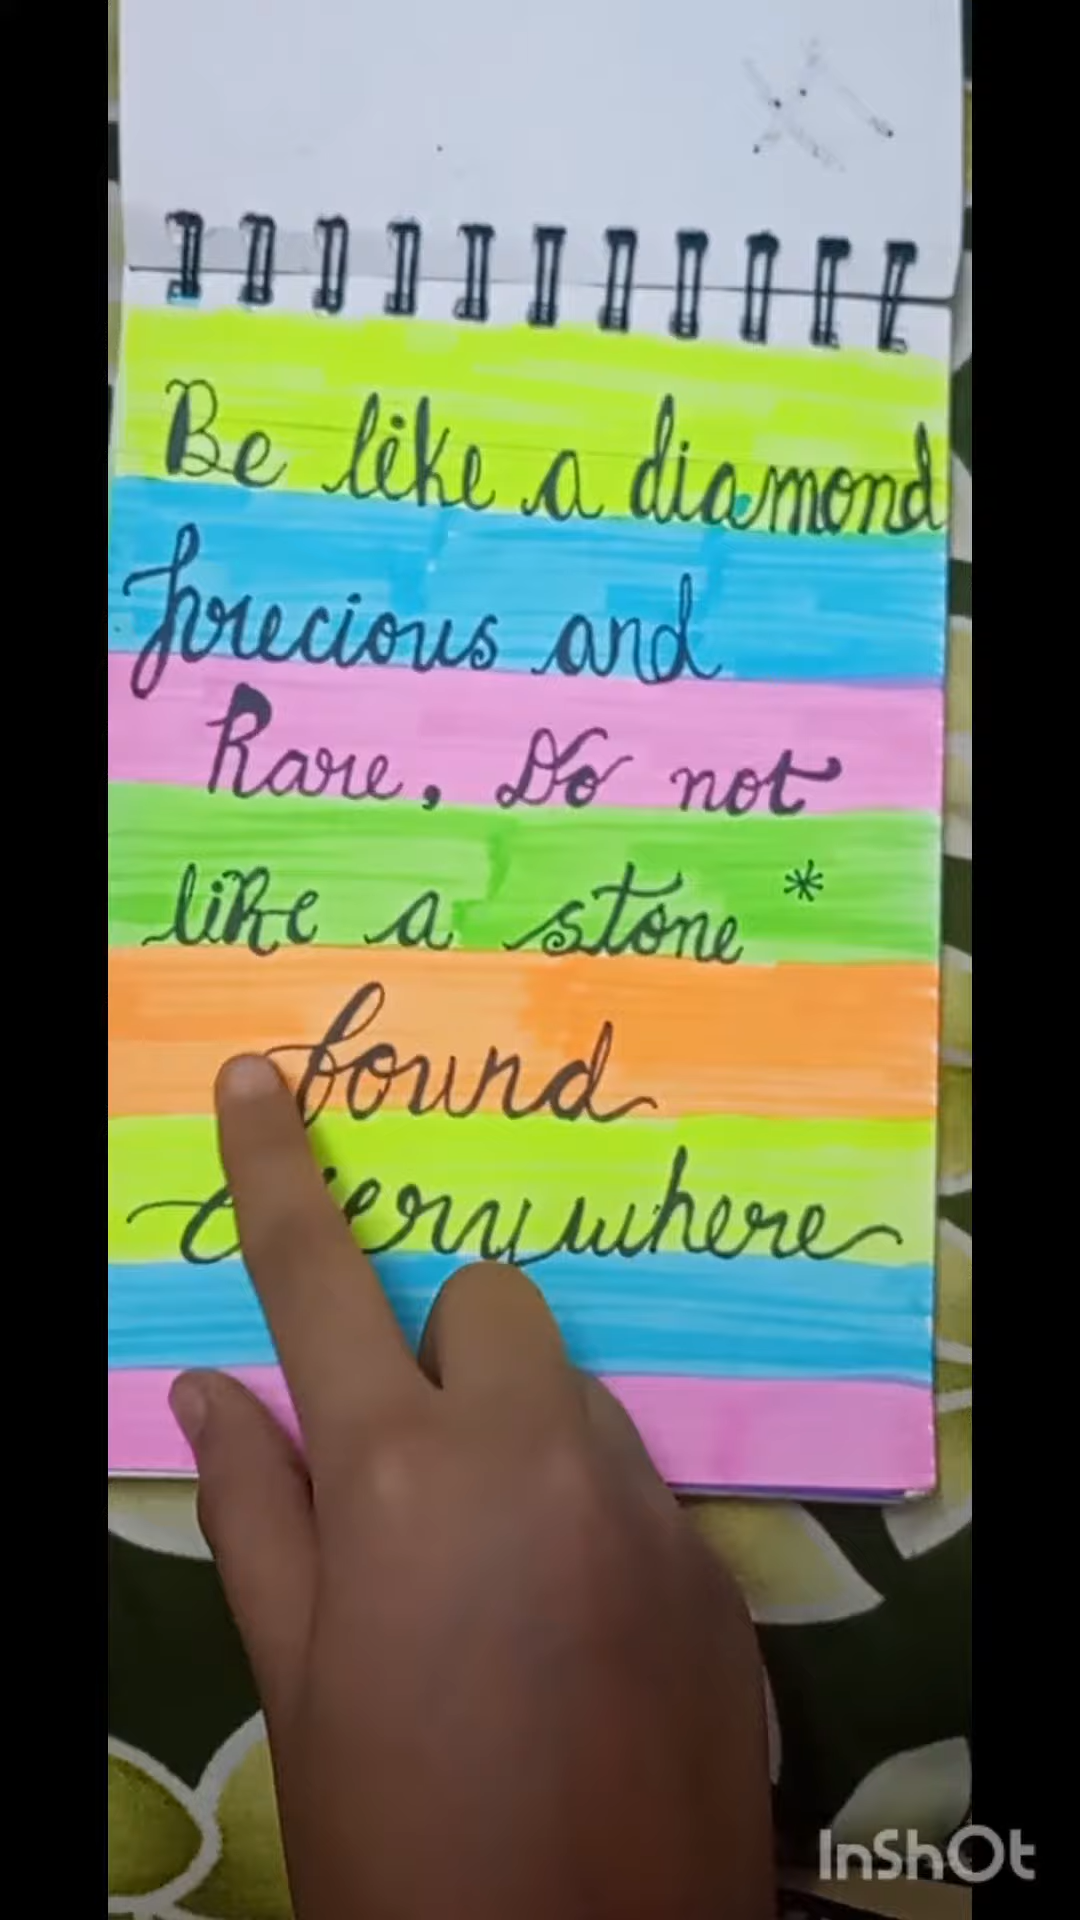 Be like a diamond
precious and
Rare, Do not
like a stone *
found
everywhere
InShOt